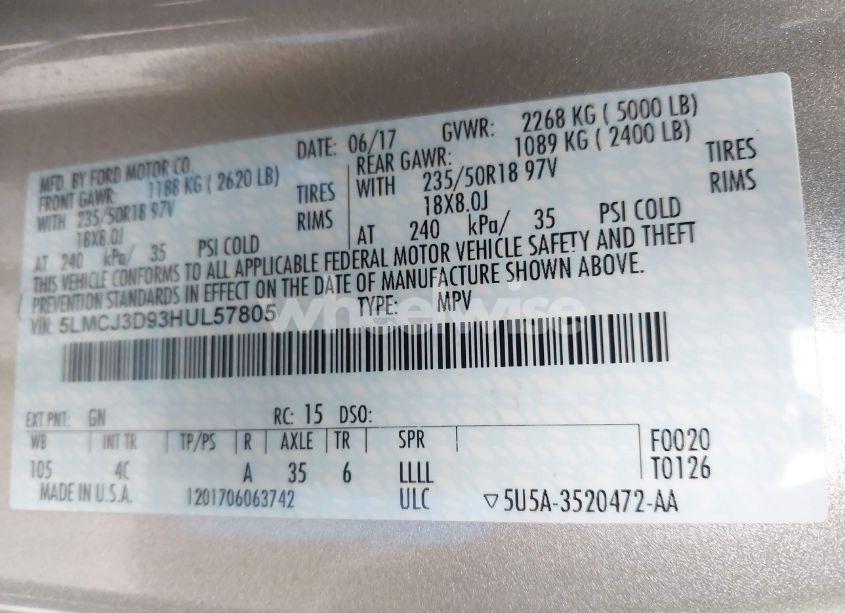 MFD. BY FORD MOTOR CO. DATE: 06/17 GVWR: 2268 KG ( 5000 LB)
FRONT GAWR: 1188 KG ( 2620 LB) REAR GAWR: 1089 KG ( 2400 LB)
WITH 235/50R18 97V TIRES WITH 235/50R18 97V TIRES
18X8.0J RIMS 18X8.0J RIMS
AT 240 kPa/ 35 PSI COLD AT 240 kPa/ 35 PSI COLD
THIS VEHICLE CONFORMS TO ALL APPLICABLE FEDERAL MOTOR VEHICLE SAFETY AND THEFT
PREVENTION STANDARDS IN EFFECT ON THE DATE OF MANUFACTURE SHOWN ABOVE.
VIN: 5LMCJ3D93HUL57805 TYPE: MPV
wheelwise
EXT PNT: GN RC: 15 DSO:
WB INT TR TP/PS R AXLE TR SPR F0020
105 4C A 35 6 LLLL T0126
MADE IN U.S.A. 1201706063742 ULC ▽5U5A-3520472-AA